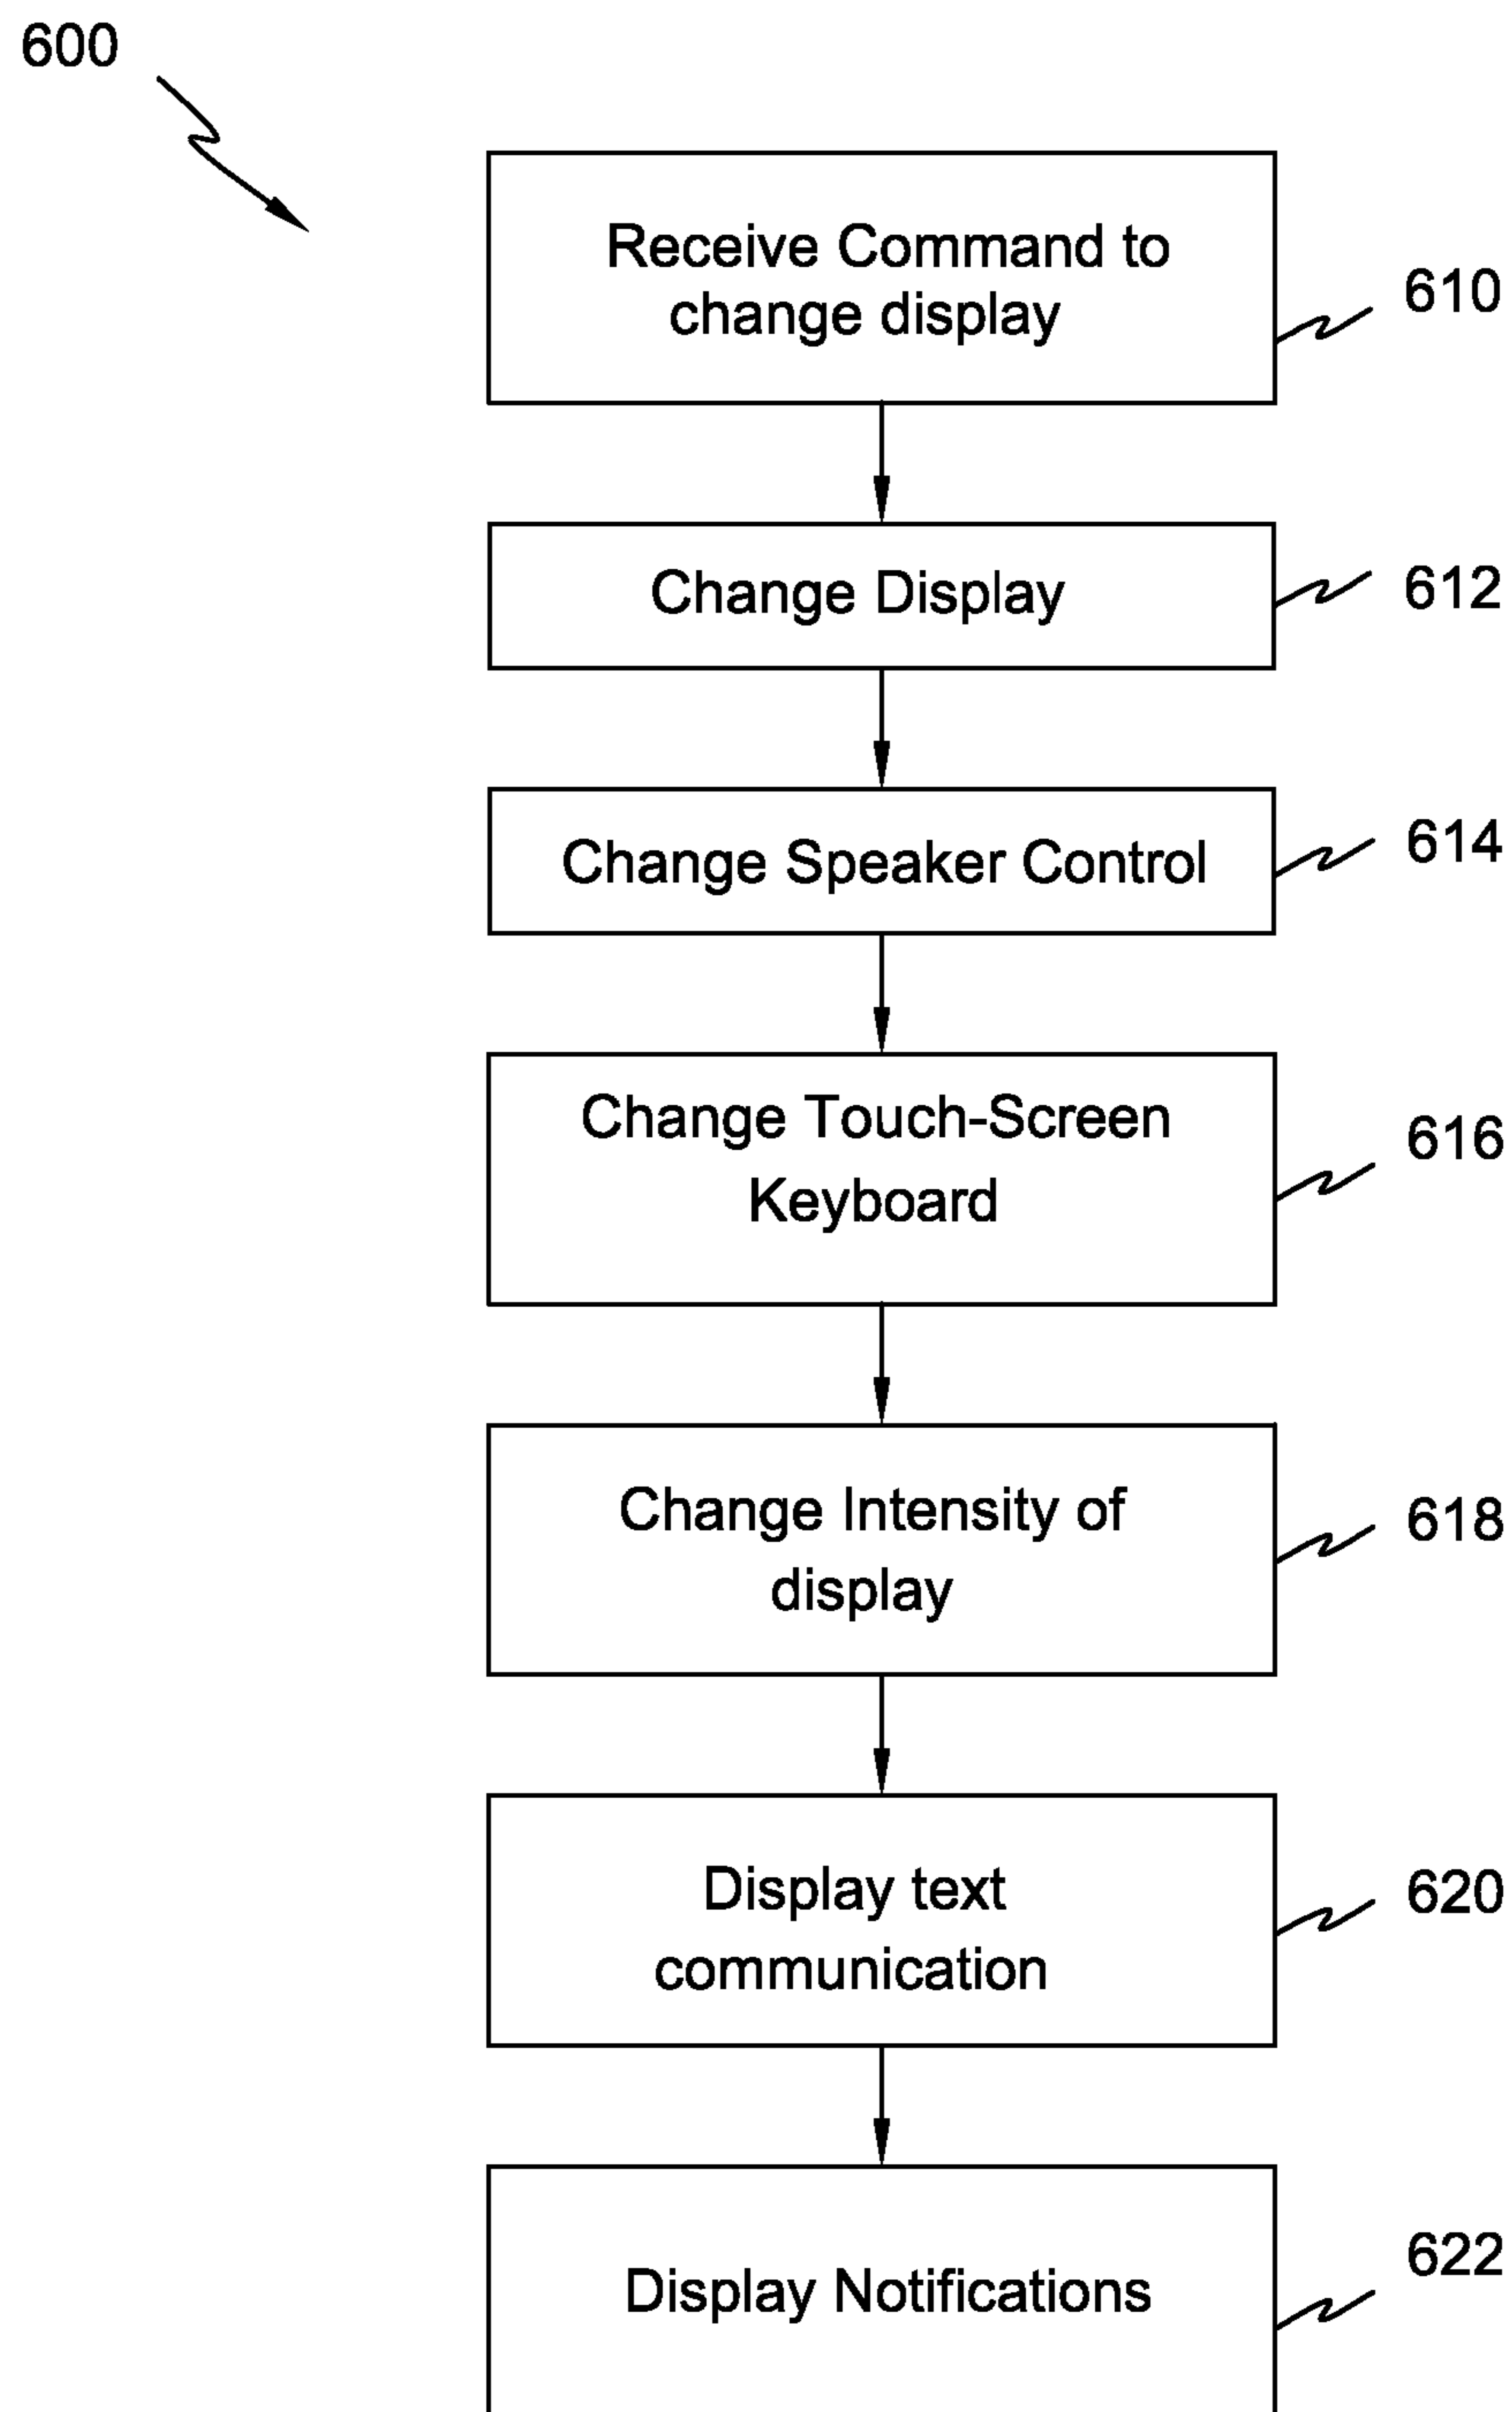 600
Receive Command to
change display
610
Change Display
612
Change Speaker Control
614
Change Touch-Screen
Keyboard
616
Change Intensity of
display
618
Display text
communication
620
Display Notifications
622